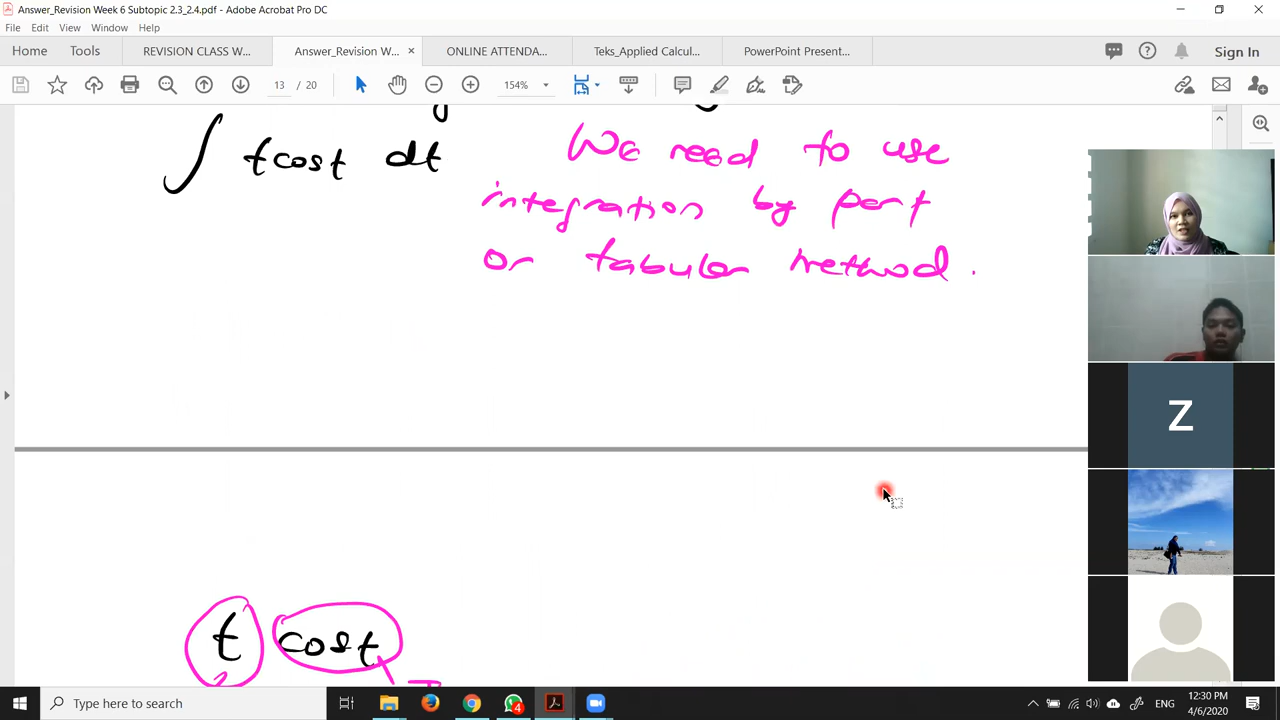 Answer_Revision Week 6 Subtopic 2.3_2.4.pdf - Adobe Acrobat Pro DC
File Edit View Window Help
Home Tools REVISION CLASS W... Answer_Revision W... × ONLINE ATTENDA... Teks_Applied Calcul... PowerPoint Present... Sign In
13 / 20 154%
∫ t cost dt We need to use
integration by part
or tabular method.
Z
t cost
Type here to search
4
ENG
12:30 PM
4/6/2020